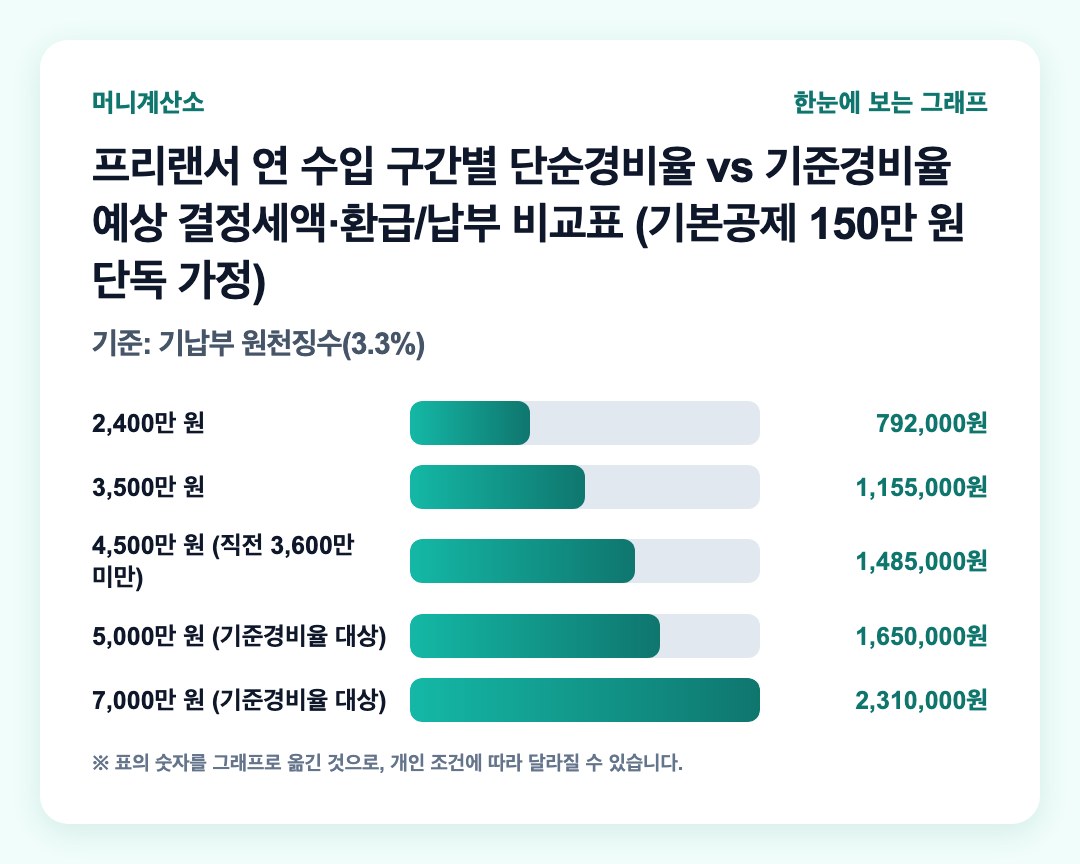 머니계산소
한눈에 보는 그래프
프리랜서 연 수입 구간별 단순경비율 vs 기준경비율
예상 결정세액·환급/납부 비교표 (기본공제 150만 원
단독 가정)
기준: 기납부 원천징수(3.3%)
2,400만 원
792,000원
3,500만 원
1,155,000원
4,500만 원 (직전 3,600만
미만)
1,485,000원
5,000만 원 (기준경비율 대상)
1,650,000원
7,000만 원 (기준경비율 대상)
2,310,000원
※ 표의 숫자를 그래프로 옮긴 것으로, 개인 조건에 따라 달라질 수 있습니다.